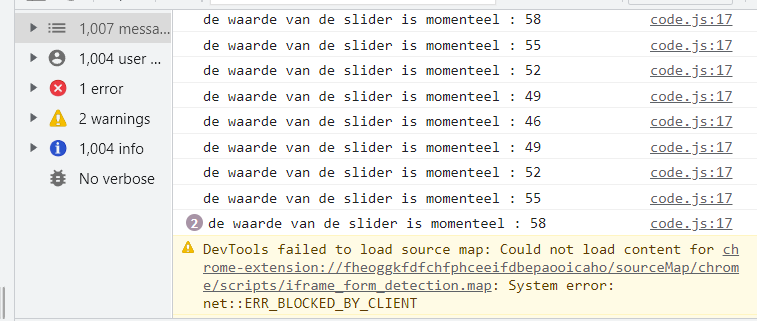 1,007 messa...
1,004 user ...
1 error
2 warnings
1,004 info
No verbose
de waarde van de slider is momenteel : 58 code.js:17
de waarde van de slider is momenteel : 55 code.js:17
de waarde van de slider is momenteel : 52 code.js:17
de waarde van de slider is momenteel : 49 code.js:17
de waarde van de slider is momenteel : 46 code.js:17
de waarde van de slider is momenteel : 49 code.js:17
de waarde van de slider is momenteel : 52 code.js:17
de waarde van de slider is momenteel : 55 code.js:17
2 de waarde van de slider is momenteel : 58 code.js:17
DevTools failed to load source map: Could not load content for ch
rome-extension://fheoggkfdfchfphceeifdbepaooicaho/sourceMap/chrom
e/scripts/iframe_form_detection.map: System error:
net::ERR_BLOCKED_BY_CLIENT